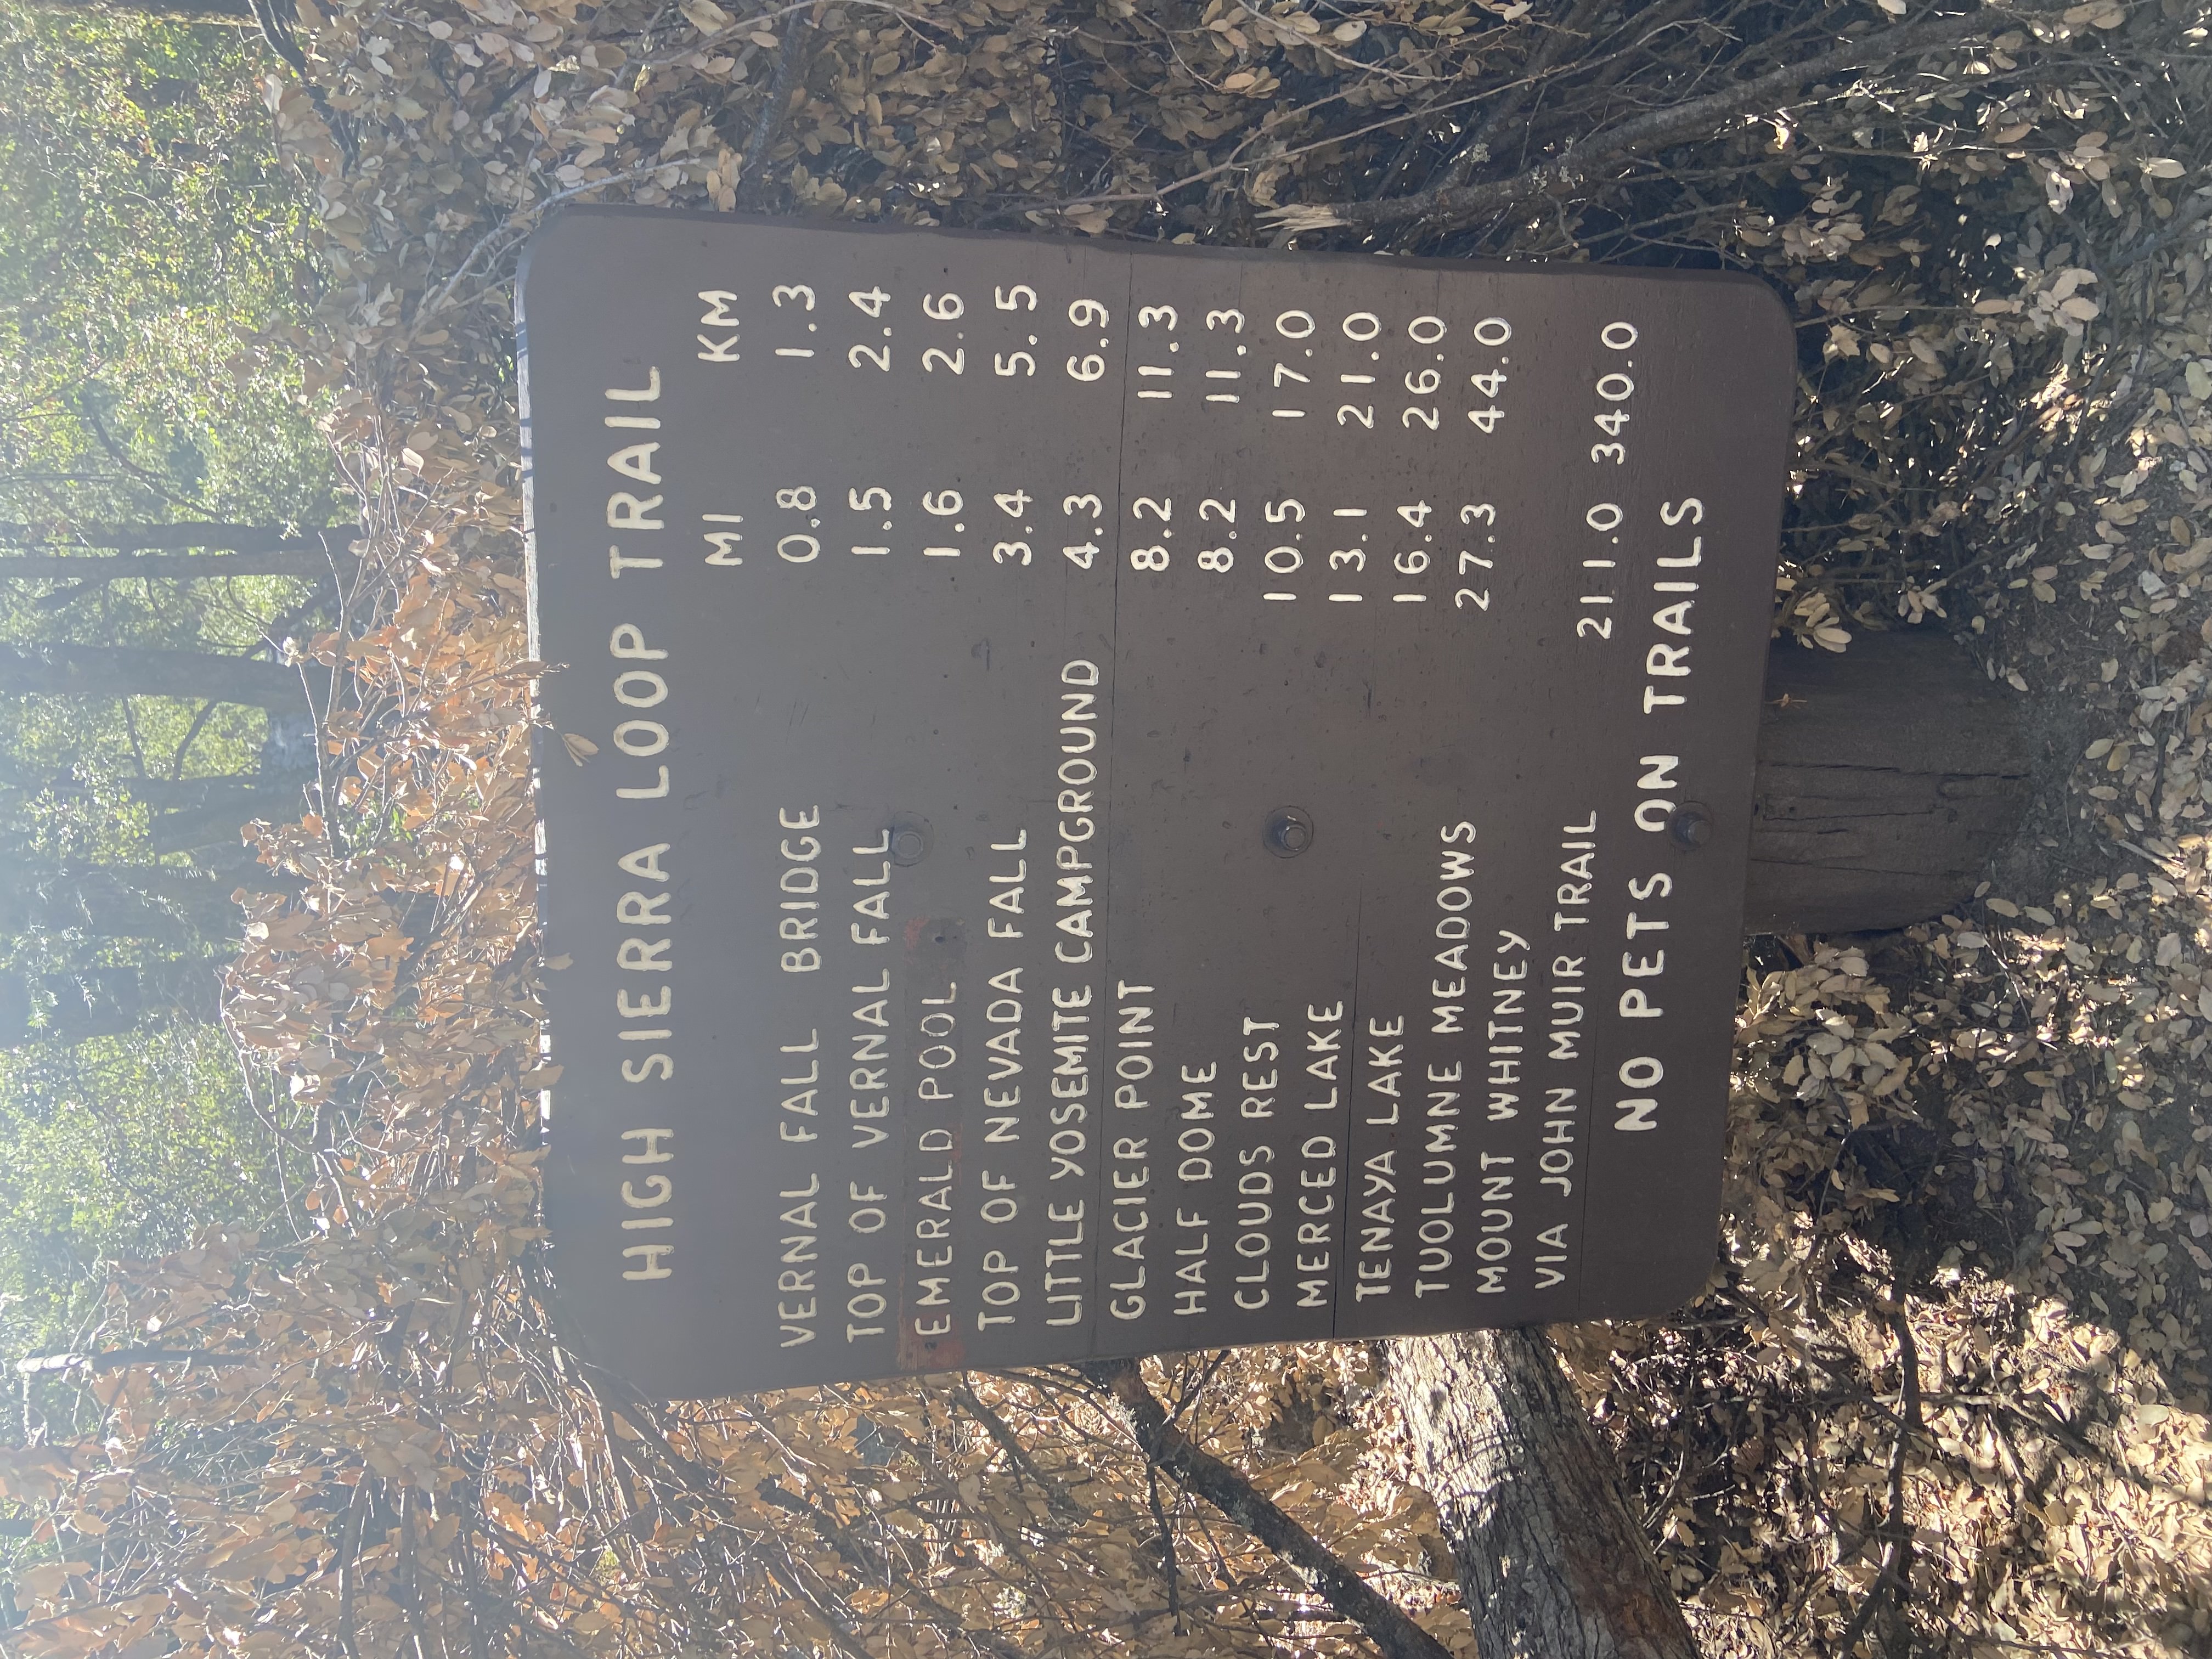 HIGH SIERRA LOOP TRAIL
MI KM
VERNAL FALL BRIDGE 0.8 1.3
TOP OF VERNAL FALL 1.5 2.4
EMERALD POOL 1.6 2.6
TOP OF NEVADA FALL 3.4 5.5
LITTLE YOSEMITE CAMPGROUND 4.3 6.9
GLACIER POINT 8.2 11.3
HALF DOME 8.2 11.3
CLOUDS REST 10.5 17.0
MERCED LAKE 13.1 21.0
TENAYA LAKE 16.4 26.0
TUOLUMNE MEADOWS 27.3 44.0
MOUNT WHITNEY
VIA JOHN MUIR TRAIL 211.0 340.0
NO PETS ON TRAILS